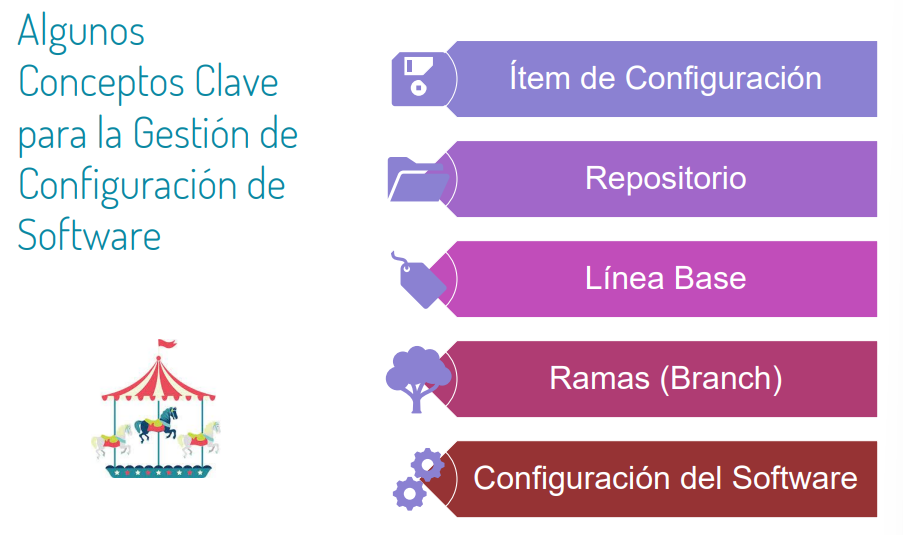 Algunos
Conceptos Clave
para la Gestión de
Configuración de
Software
Ítem de Configuración
Repositorio
Línea Base
Ramas (Branch)
Configuración del Software